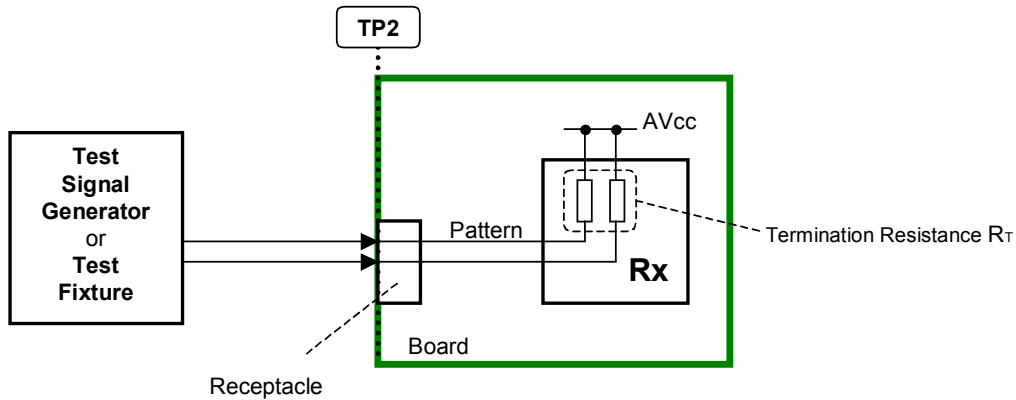 TP2
AVcc
Test
Signal
Generator
or
Test
Fixture
Pattern
Termination Resistance RT
Rx
Board
Receptacle